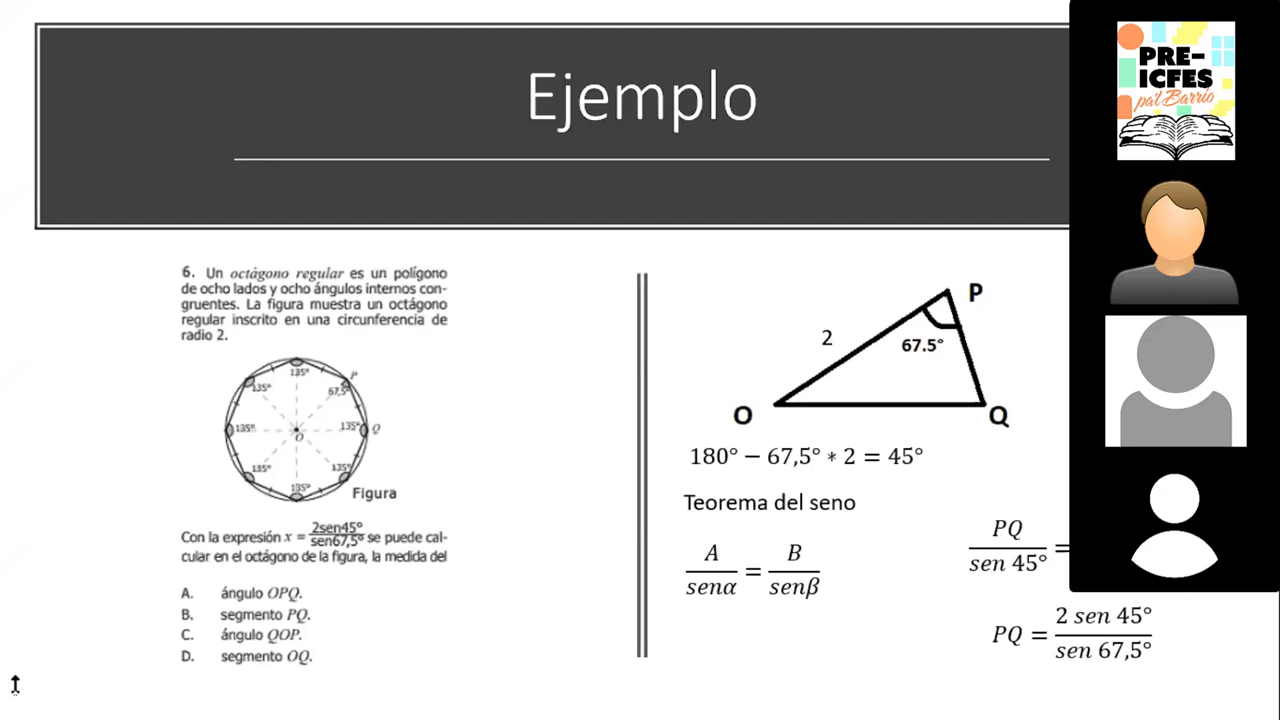 Ejemplo
PRE-
ICFES
pa'l Barrio
6. Un octágono regular es un polígono
de ocho lados y ocho ángulos internos con-
gruentes. La figura muestra un octágono
regular inscrito en una circunferencia de
radio 2.
135°
135°
P
67,5°
135°
O
135°
Q
135°
135°
135°
Figura
Con la expresión x = 2sen45° / sen67,5° se puede cal-
cular en el octágono de la figura, la medida del
A. ángulo OPQ.
B. segmento PQ.
C. ángulo QOP.
D. segmento OQ.
P
2
67.5°
O
Q
180° − 67,5° * 2 = 45°
Teorema del seno
A / senα = B / senβ
PQ / sen 45° =
PQ = 2 sen 45° / sen 67,5°